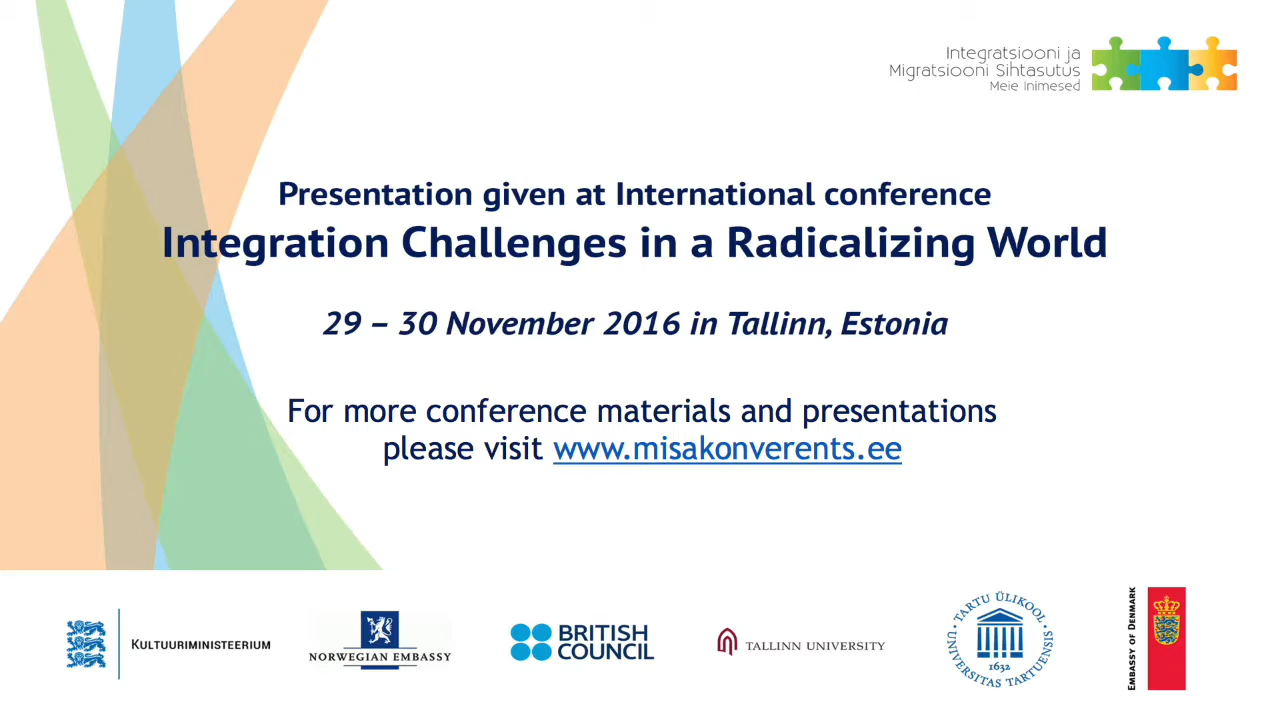 Integratsiooni ja
Migratsiooni Sihtasutus
Meie Inimesed
Presentation given at International conference
Integration Challenges in a Radicalizing World
29 – 30 November 2016 in Tallinn, Estonia
For more conference materials and presentations
please visit www.misakonverents.ee
KULTUURIMINISTEERIUM
NORWEGIAN EMBASSY
BRITISH
COUNCIL
TALLINN UNIVERSITY
TARTU ÜLIKOOL
UNIVERSITAS TARTUENSIS
1632
EMBASSY OF DENMARK